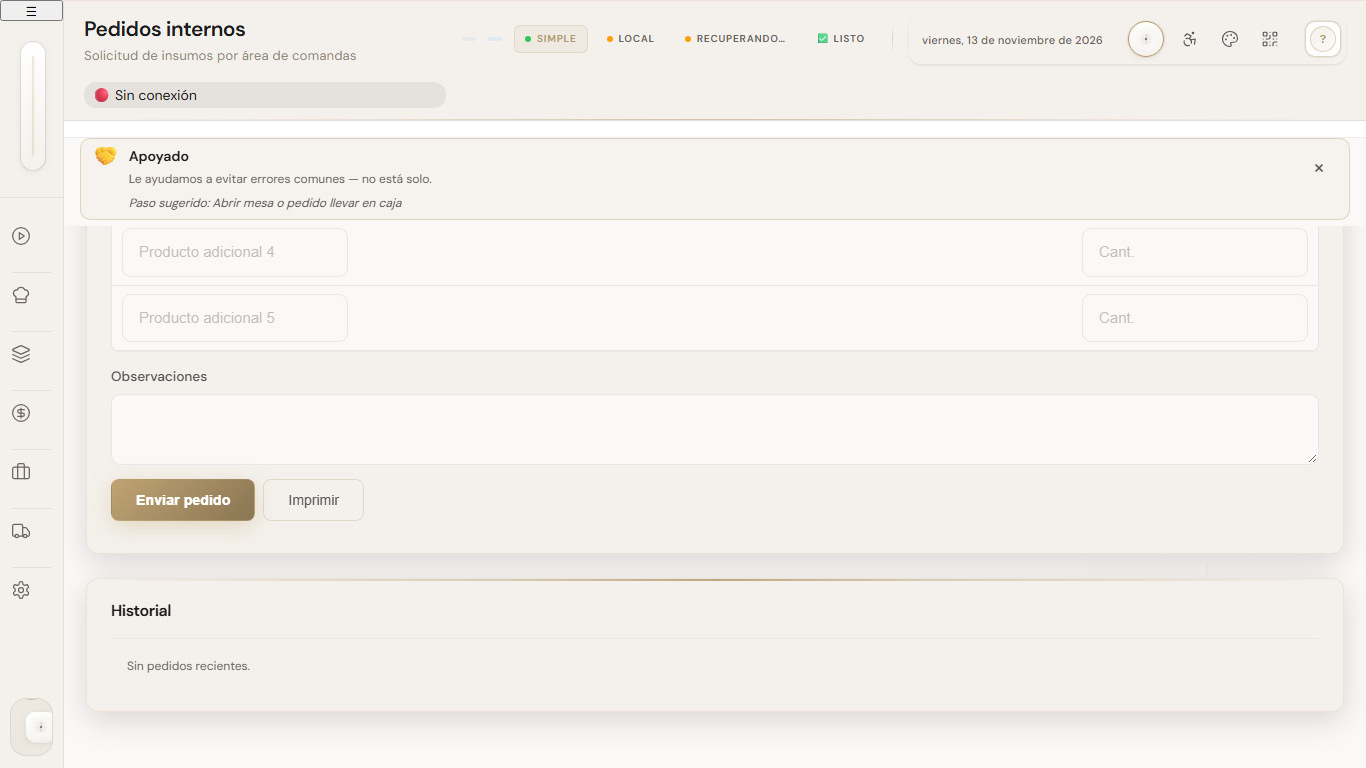 ☰
Pedidos internos
Solicitud de insumos por área de comandas
SIMPLE
LOCAL
RECUPERANDO…
LISTO
viernes, 13 de noviembre de 2026
?
Sin conexión
Apoyado
Le ayudamos a evitar errores comunes — no está solo.
Paso sugerido: Abrir mesa o pedido llevar en caja
×
Producto adicional 4
Cant.
Producto adicional 5
Cant.
Observaciones
Enviar pedido
Imprimir
Historial
Sin pedidos recientes.